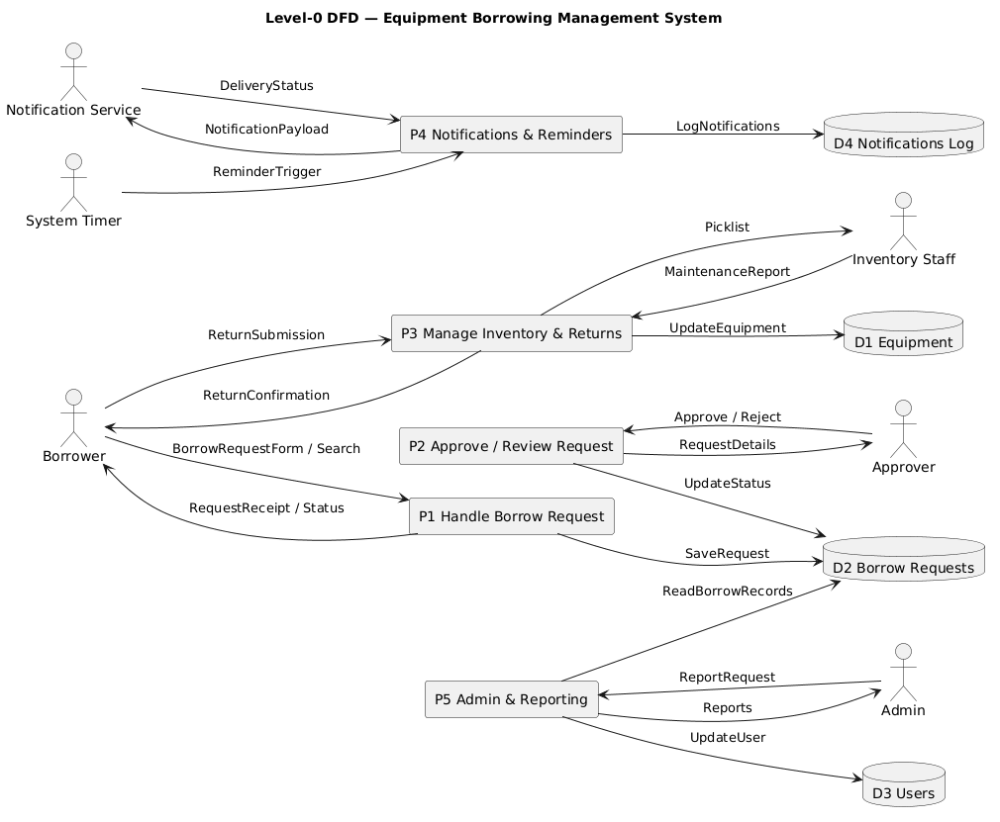 Level-0 DFD — Equipment Borrowing Management System
DeliveryStatus
Notification Service
NotificationPayload
P4 Notifications & Reminders
LogNotifications
D4 Notifications Log
ReminderTrigger
System Timer
Picklist
Inventory Staff
MaintenanceReport
ReturnSubmission
P3 Manage Inventory & Returns
UpdateEquipment
D1 Equipment
ReturnConfirmation
Approve / Reject
P2 Approve / Review Request
RequestDetails
Approver
Borrower
BorrowRequestForm / Search
UpdateStatus
RequestReceipt / Status
P1 Handle Borrow Request
SaveRequest
D2 Borrow Requests
ReadBorrowRecords
ReportRequest
P5 Admin & Reporting
Reports
Admin
UpdateUser
D3 Users